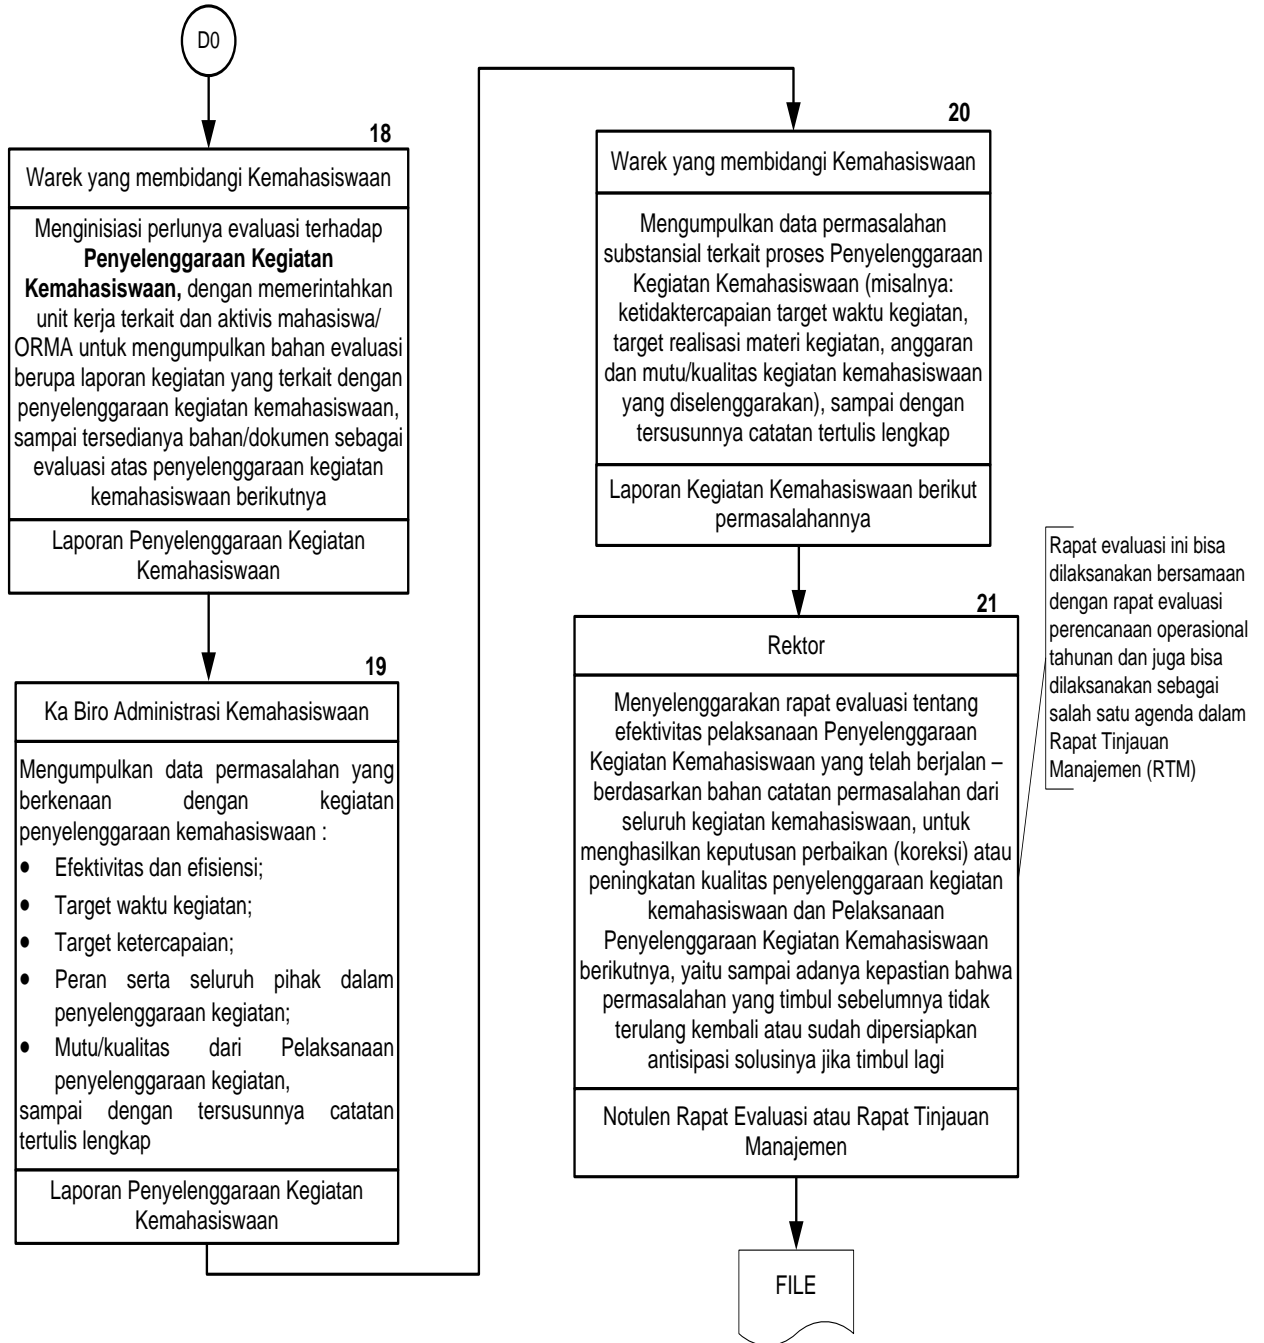 D0
18
Warek yang membidangi Kemahasiswaan
Menginisiasi perlunya evaluasi terhadap
Penyelenggaraan Kegiatan
Kemahasiswaan, dengan memerintahkan
unit kerja terkait dan aktivis mahasiswa/
ORMA untuk mengumpulkan bahan evaluasi
berupa laporan kegiatan yang terkait dengan
penyelenggaraan kegiatan kemahasiswaan,
sampai tersedianya bahan/dokumen sebagai
evaluasi atas penyelenggaraan kegiatan
kemahasiswaan berikutnya
Laporan Penyelenggaraan Kegiatan
Kemahasiswaan
19
Ka Biro Administrasi Kemahasiswaan
Mengumpulkan data permasalahan yang
berkenaan dengan kegiatan
penyelenggaraan kemahasiswaan :
● Efektivitas dan efisiensi;
● Target waktu kegiatan;
● Target ketercapaian;
● Peran serta seluruh pihak dalam
penyelenggaraan kegiatan;
● Mutu/kualitas dari Pelaksanaan
penyelenggaraan kegiatan,
sampai dengan tersusunnya catatan
tertulis lengkap
Laporan Penyelenggaraan Kegiatan
Kemahasiswaan
20
Warek yang membidangi Kemahasiswaan
Mengumpulkan data permasalahan
substansial terkait proses Penyelenggaraan
Kegiatan Kemahasiswaan (misalnya:
ketidaktercapaian target waktu kegiatan,
target realisasi materi kegiatan, anggaran
dan mutu/kualitas kegiatan kemahasiswaan
yang diselenggarakan), sampai dengan
tersusunnya catatan tertulis lengkap
Laporan Kegiatan Kemahasiswaan berikut
permasalahannya
21
Rektor
Menyelenggarakan rapat evaluasi tentang
efektivitas pelaksanaan Penyelenggaraan
Kegiatan Kemahasiswaan yang telah berjalan –
berdasarkan bahan catatan permasalahan dari
seluruh kegiatan kemahasiswaan, untuk
menghasilkan keputusan perbaikan (koreksi) atau
peningkatan kualitas penyelenggaraan kegiatan
kemahasiswaan dan Pelaksanaan
Penyelenggaraan Kegiatan Kemahasiswaan
berikutnya, yaitu sampai adanya kepastian bahwa
permasalahan yang timbul sebelumnya tidak
terulang kembali atau sudah dipersiapkan
antisipasi solusinya jika timbul lagi
Notulen Rapat Evaluasi atau Rapat Tinjauan
Manajemen
FILE
Rapat evaluasi ini bisa
dilaksanakan bersamaan
dengan rapat evaluasi
perencanaan operasional
tahunan dan juga bisa
dilaksanakan sebagai
salah satu agenda dalam
Rapat Tinjauan
Manajemen (RTM)